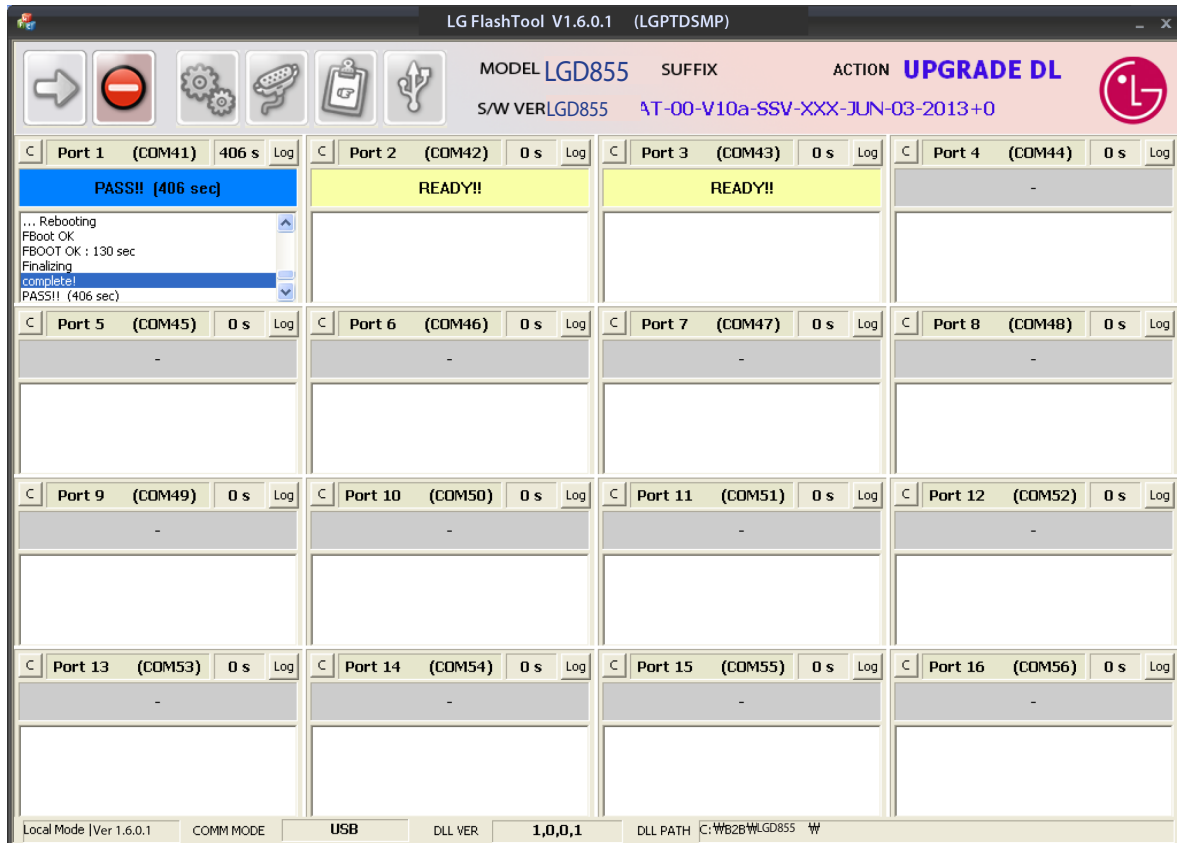 LG FlashTool V1.6.0.1 (LGPTDSMP)
MODEL LGD855 SUFFIX ACTION UPGRADE DL
S/W VER LGD855 AT-00-V10a-SSV-XXX-JUN-03-2013+0
C Port 1 (COM41) 406 s Log
PASS!! (406 sec)
... Rebooting
FBoot OK
FBOOT OK : 130 sec
Finalizing
complete!
PASS!! (406 sec)
C Port 2 (COM42) 0 s Log
READY!!
C Port 3 (COM43) 0 s Log
READY!!
C Port 4 (COM44) 0 s Log
-
C Port 5 (COM45) 0 s Log
-
C Port 6 (COM46) 0 s Log
-
C Port 7 (COM47) 0 s Log
-
C Port 8 (COM48) 0 s Log
-
C Port 9 (COM49) 0 s Log
-
C Port 10 (COM50) 0 s Log
-
C Port 11 (COM51) 0 s Log
-
C Port 12 (COM52) 0 s Log
-
C Port 13 (COM53) 0 s Log
-
C Port 14 (COM54) 0 s Log
-
C Port 15 (COM55) 0 s Log
-
C Port 16 (COM56) 0 s Log
-
Local Mode |Ver 1.6.0.1 COMM MODE USB DLL VER 1,0,0,1 DLL PATH C:₩B2B₩LGD855 ₩